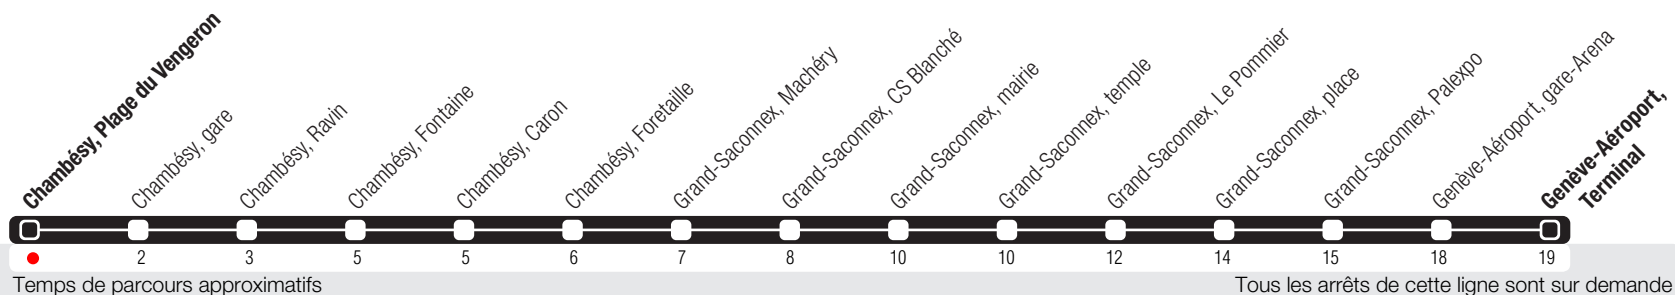 Chambésy, Plage du Vengeron
Chambésy, gare
Chambésy, Ravin
Chambésy, Fontaine
Chambésy, Caron
Chambésy, Foretaille
Grand-Saconnex, Machéry
Grand-Saconnex, CS Blanché
Grand-Saconnex, mairie
Grand-Saconnex, temple
Grand-Saconnex, Le Pommier
Grand-Saconnex, place
Grand-Saconnex, Palexpo
Genève-Aéroport, gare-Arena
Genève-Aéroport,
Terminal
2 3 5 5 6 7 8 10 10 12 14 15 18 19
Temps de parcours approximatifs
Tous les arrêts de cette ligne sont sur demande